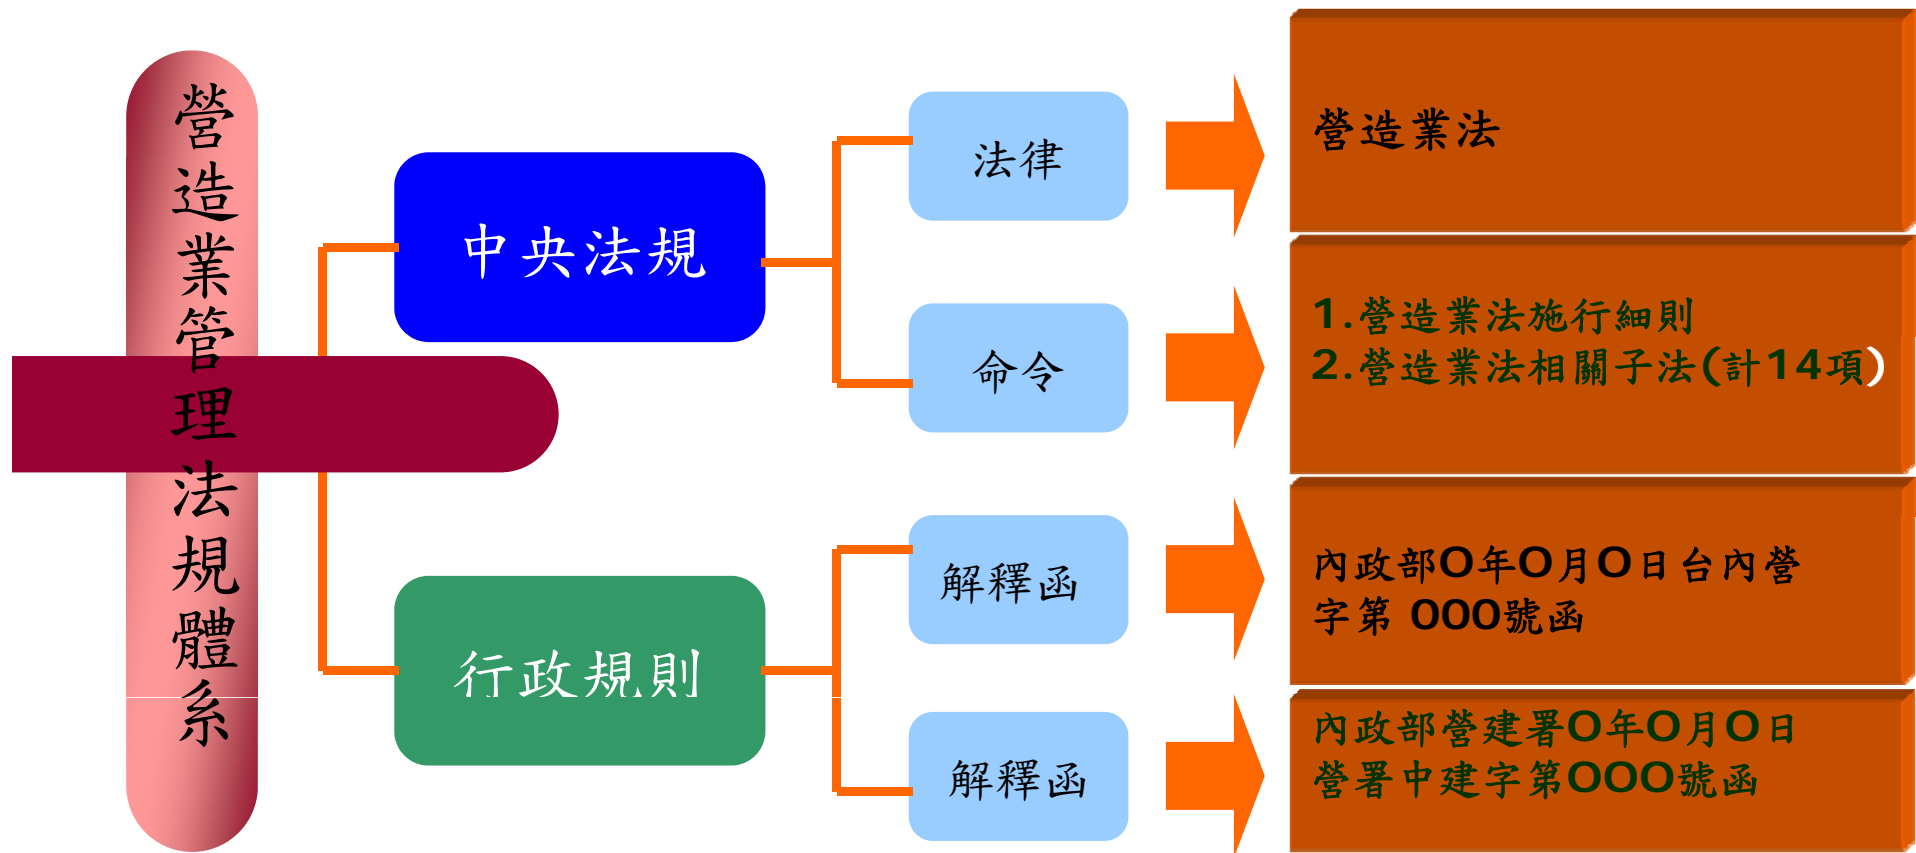 營造業管理法規體系
中央法規
法律
營造業法
命令
1.營造業法施行細則
2.營造業法相關子法(計14項)
行政規則
解釋函
內政部O年O月O日台內營
字第 OOO號函
解釋函
內政部營建署O年O月O日
營署中建字第OOO號函